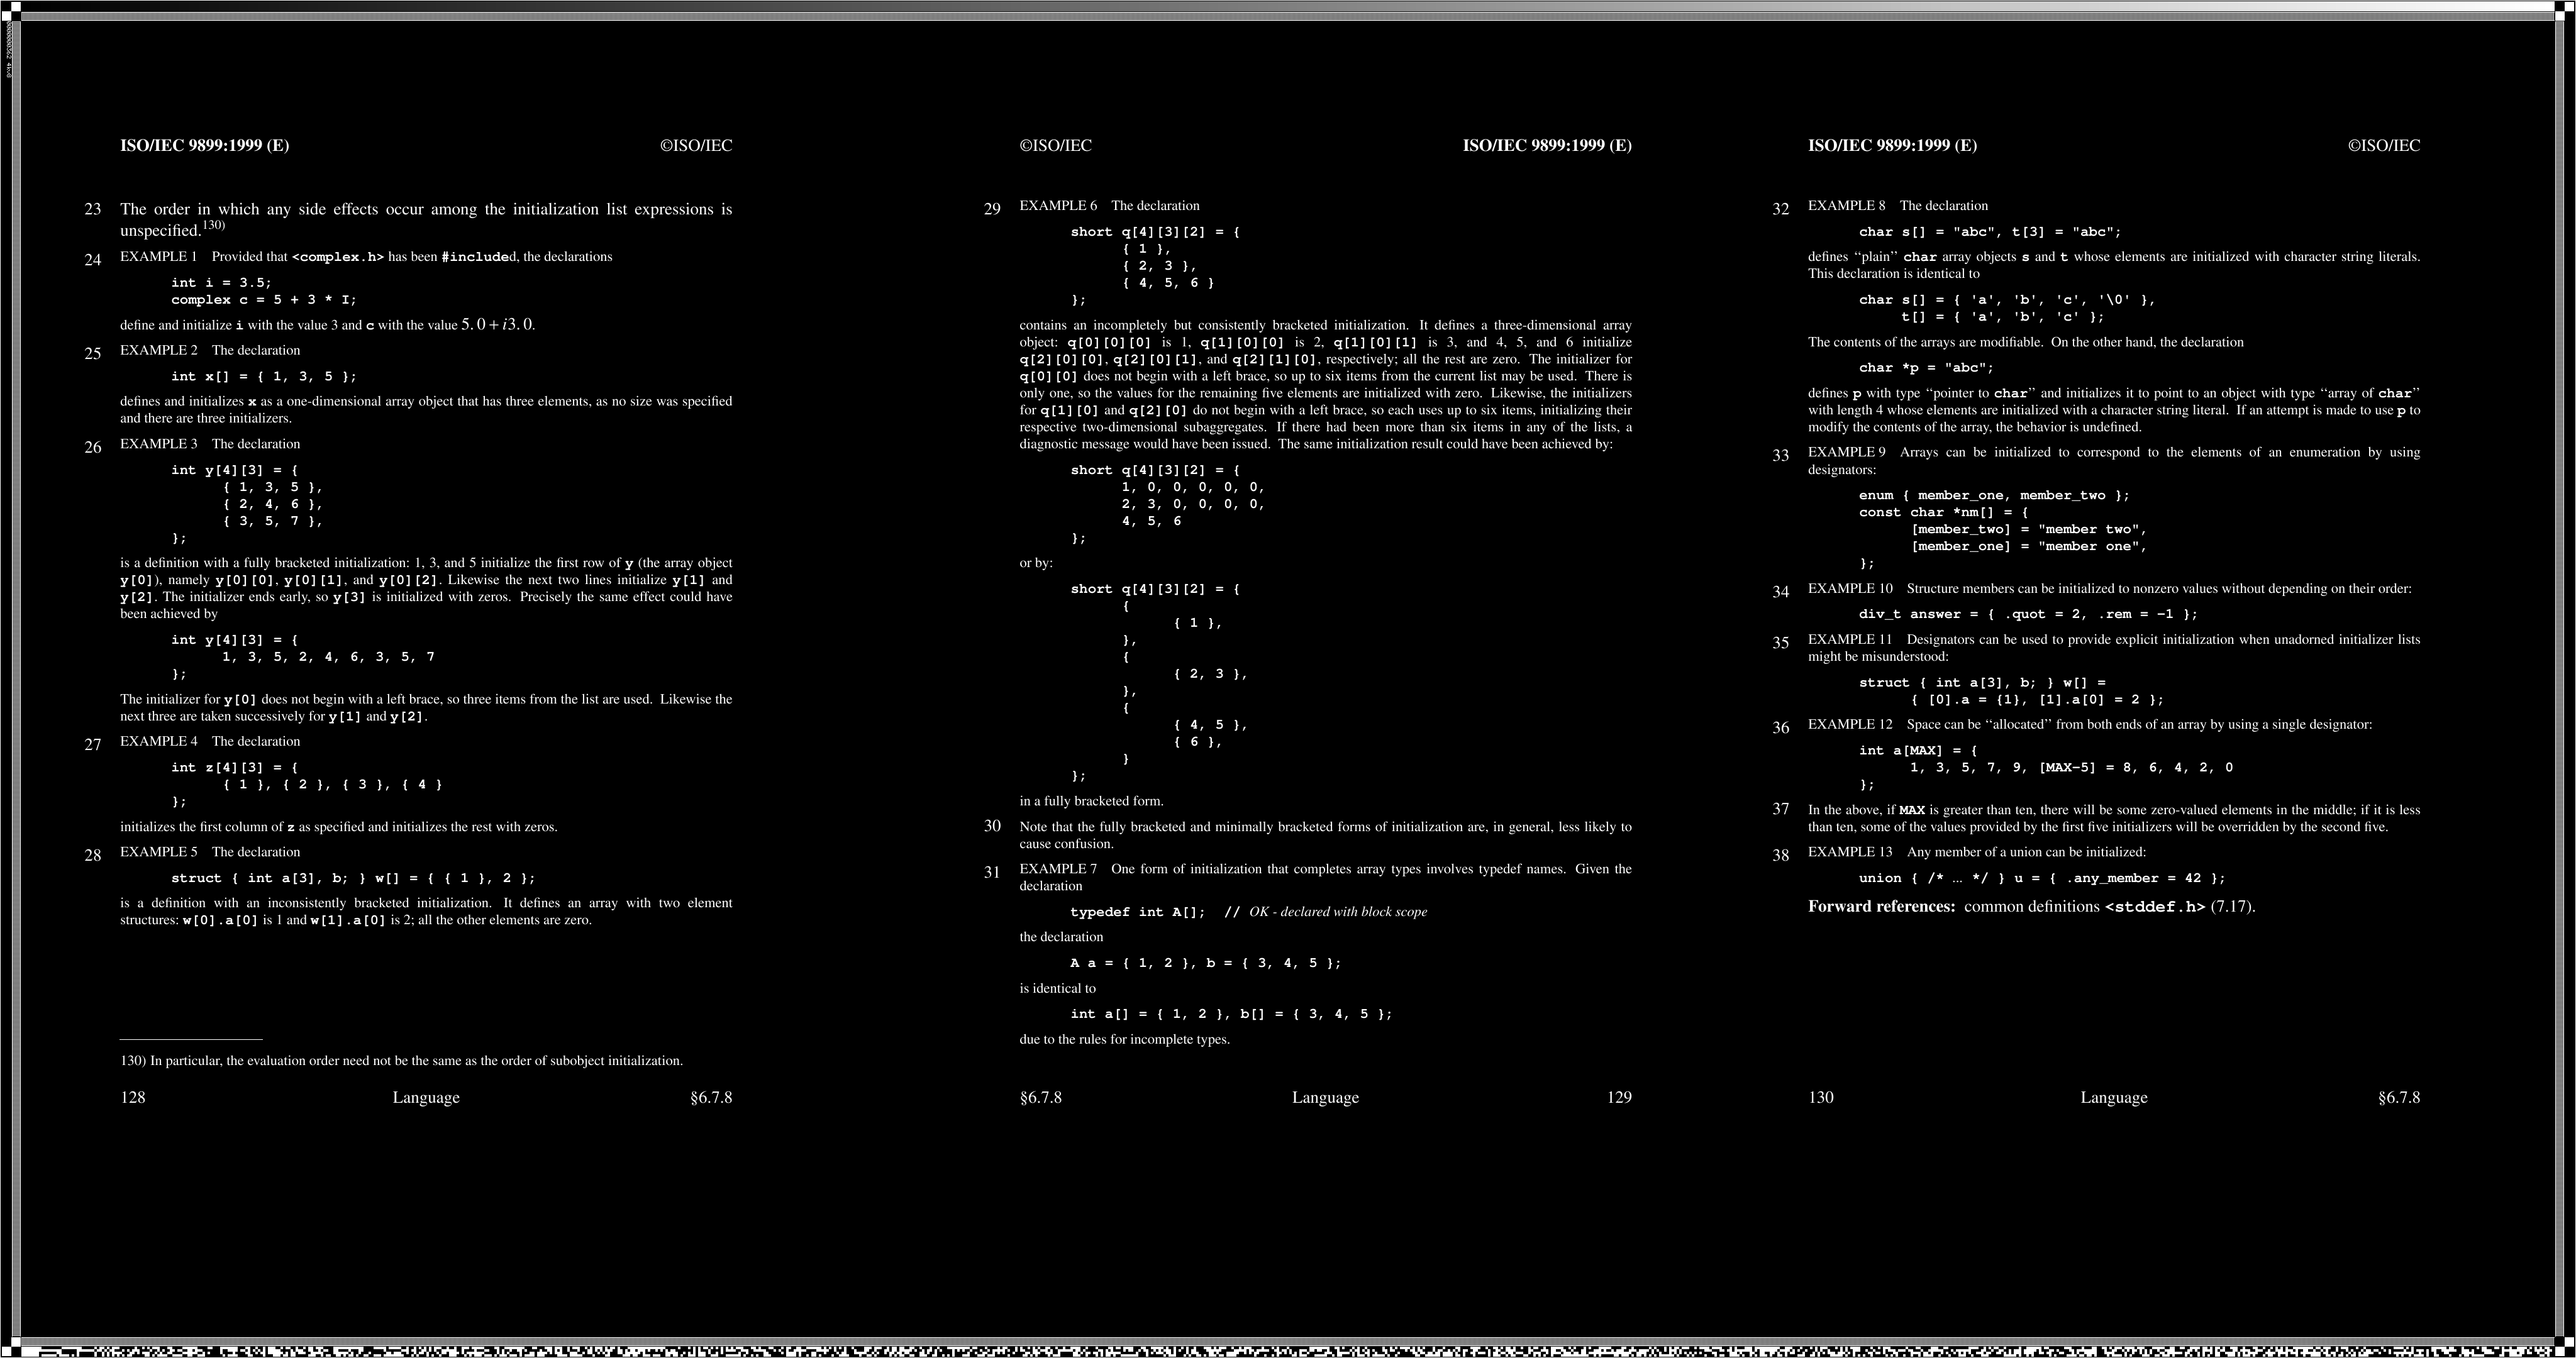 ISO/IEC 9899:1999 (E) ©ISO/IEC
23 The order in which any side effects occur among the initialization list expressions is
unspecified.130)
24 EXAMPLE 1 Provided that <complex.h> has been #included, the declarations
int i = 3.5;
complex c = 5 + 3 * I;
define and initialize i with the value 3 and c with the value 5. 0 + i3. 0.
25 EXAMPLE 2 The declaration
int x[] = { 1, 3, 5 };
defines and initializes x as a one-dimensional array object that has three elements, as no size was specified
and there are three initializers.
26 EXAMPLE 3 The declaration
int y[4][3] = {
{ 1, 3, 5 },
{ 2, 4, 6 },
{ 3, 5, 7 },
};
is a definition with a fully bracketed initialization: 1, 3, and 5 initialize the first row of y (the array object
y[0]), namely y[0][0], y[0][1], and y[0][2]. Likewise the next two lines initialize y[1] and
y[2]. The initializer ends early, so y[3] is initialized with zeros. Precisely the same effect could have
been achieved by
int y[4][3] = {
1, 3, 5, 2, 4, 6, 3, 5, 7
};
The initializer for y[0] does not begin with a left brace, so three items from the list are used. Likewise the
next three are taken successively for y[1] and y[2].
27 EXAMPLE 4 The declaration
int z[4][3] = {
{ 1 }, { 2 }, { 3 }, { 4 }
};
initializes the first column of z as specified and initializes the rest with zeros.
28 EXAMPLE 5 The declaration
struct { int a[3], b; } w[] = { { 1 }, 2 };
is a definition with an inconsistently bracketed initialization. It defines an array with two element
structures: w[0].a[0] is 1 and w[1].a[0] is 2; all the other elements are zero.
130) In particular, the evaluation order need not be the same as the order of subobject initialization.
128 Language §6.7.8
©ISO/IEC ISO/IEC 9899:1999 (E)
29 EXAMPLE 6 The declaration
short q[4][3][2] = {
{ 1 },
{ 2, 3 },
{ 4, 5, 6 }
};
contains an incompletely but consistently bracketed initialization. It defines a three-dimensional array
object: q[0][0][0] is 1, q[1][0][0] is 2, q[1][0][1] is 3, and 4, 5, and 6 initialize
q[2][0][0], q[2][0][1], and q[2][1][0], respectively; all the rest are zero. The initializer for
q[0][0] does not begin with a left brace, so up to six items from the current list may be used. There is
only one, so the values for the remaining five elements are initialized with zero. Likewise, the initializers
for q[1][0] and q[2][0] do not begin with a left brace, so each uses up to six items, initializing their
respective two-dimensional subaggregates. If there had been more than six items in any of the lists, a
diagnostic message would have been issued. The same initialization result could have been achieved by:
short q[4][3][2] = {
1, 0, 0, 0, 0, 0,
2, 3, 0, 0, 0, 0,
4, 5, 6
};
or by:
short q[4][3][2] = {
{
{ 1 },
},
{
{ 2, 3 },
},
{
{ 4, 5 },
{ 6 },
}
};
in a fully bracketed form.
30 Note that the fully bracketed and minimally bracketed forms of initialization are, in general, less likely to
cause confusion.
31 EXAMPLE 7 One form of initialization that completes array types involves typedef names. Given the
declaration
typedef int A[]; // OK - declared with block scope
the declaration
A a = { 1, 2 }, b = { 3, 4, 5 };
is identical to
int a[] = { 1, 2 }, b[] = { 3, 4, 5 };
due to the rules for incomplete types.
§6.7.8 Language 129
ISO/IEC 9899:1999 (E) ©ISO/IEC
32 EXAMPLE 8 The declaration
char s[] = "abc", t[3] = "abc";
defines ‘‘plain’’ char array objects s and t whose elements are initialized with character string literals.
This declaration is identical to
char s[] = { 'a', 'b', 'c', '\0' },
t[] = { 'a', 'b', 'c' };
The contents of the arrays are modifiable. On the other hand, the declaration
char *p = "abc";
defines p with type ‘‘pointer to char’’ and initializes it to point to an object with type ‘‘array of char’’
with length 4 whose elements are initialized with a character string literal. If an attempt is made to use p to
modify the contents of the array, the behavior is undefined.
33 EXAMPLE 9 Arrays can be initialized to correspond to the elements of an enumeration by using
designators:
enum { member_one, member_two };
const char *nm[] = {
[member_two] = "member two",
[member_one] = "member one",
};
34 EXAMPLE 10 Structure members can be initialized to nonzero values without depending on their order:
div_t answer = { .quot = 2, .rem = -1 };
35 EXAMPLE 11 Designators can be used to provide explicit initialization when unadorned initializer lists
might be misunderstood:
struct { int a[3], b; } w[] =
{ [0].a = {1}, [1].a[0] = 2 };
36 EXAMPLE 12 Space can be ‘‘allocated’’ from both ends of an array by using a single designator:
int a[MAX] = {
1, 3, 5, 7, 9, [MAX-5] = 8, 6, 4, 2, 0
};
37 In the above, if MAX is greater than ten, there will be some zero-valued elements in the middle; if it is less
than ten, some of the values provided by the first five initializers will be overridden by the second five.
38 EXAMPLE 13 Any member of a union can be initialized:
union { /* ... */ } u = { .any_member = 42 };
Forward references: common definitions <stddef.h> (7.17).
130 Language §6.7.8